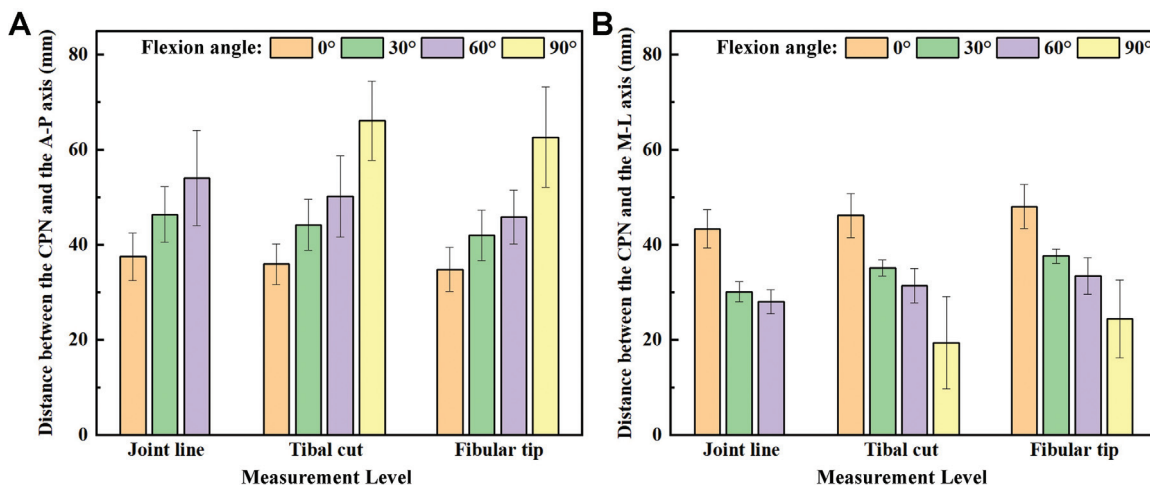 A
Distance between the CPN and the A-P axis (mm)
Flexion angle: 0° 30° 60° 90°
80
60
40
20
0
Joint line Tibal cut Fibular tip
Measurement Level
B
Distance between the CPN and the M-L axis (mm)
Flexion angle: 0° 30° 60° 90°
80
60
40
20
0
Joint line Tibal cut Fibular tip
Measurement Level